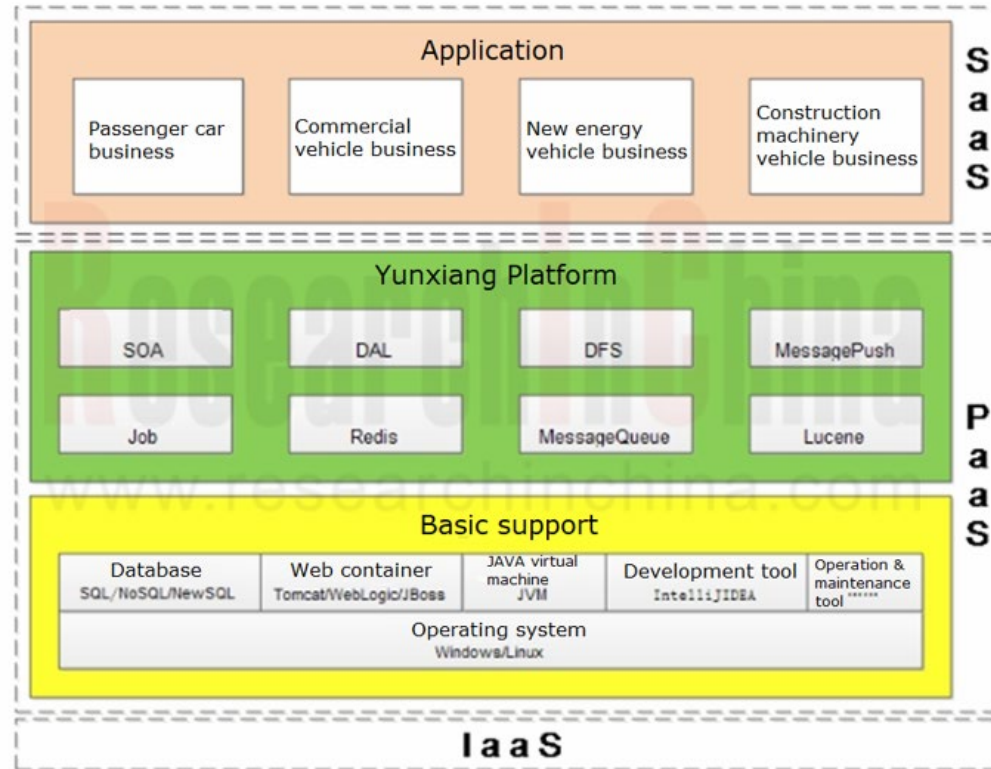 Application
SaaS
Passenger car
business
Commercial
vehicle business
New energy
vehicle business
Construction
machinery
vehicle business
Yunxiang Platform
SOA
DAL
DFS
MessagePush
Job
Redis
MessageQueue
Lucene
PaaS
ResearchInChina
www.researchinchina.com
Basic support
Database
SQL/NoSQL/NewSQL
Web container
Tomcat/WebLogic/JBoss
JAVA virtual
machine
JVM
Development tool
IntelliJIDEA
Operation &
maintenance
tool ......
Operating system
Windows/Linux
IaaS